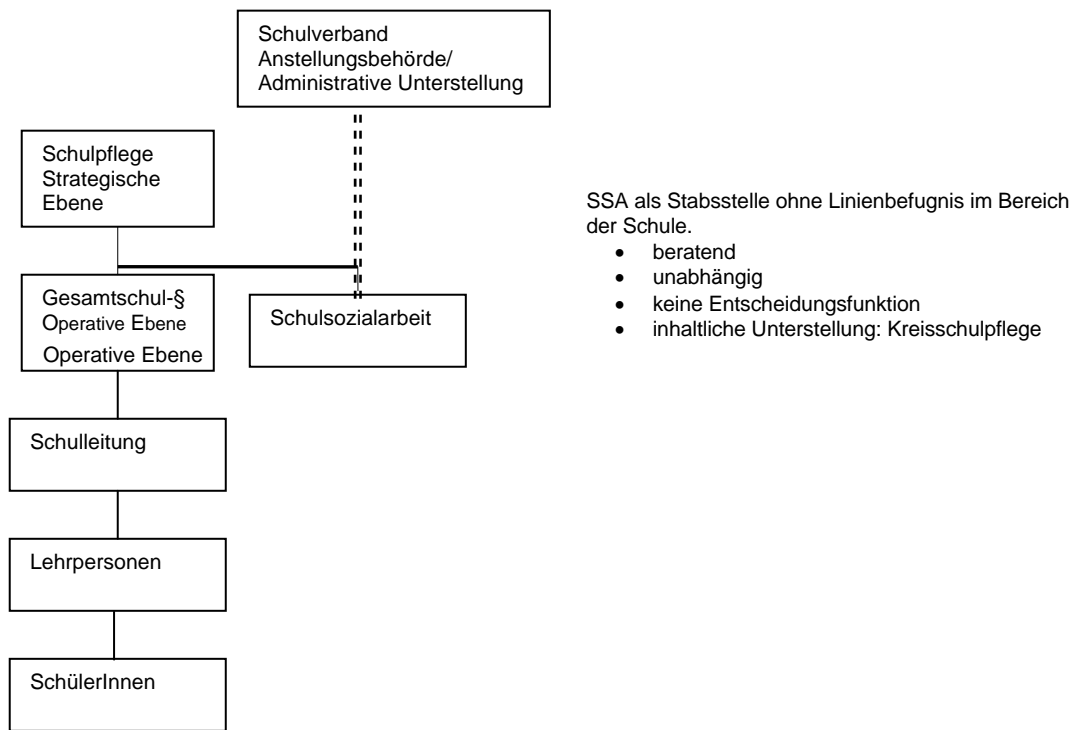 Schulverband
Anstellungsbehörde/
Administrative Unterstellung
Schulpflege
Strategische
Ebene
SSA als Stabsstelle ohne Linienbefugnis im Bereich
der Schule.
• beratend
• unabhängig
• keine Entscheidungsfunktion
• inhaltliche Unterstellung: Kreisschulpflege
Gesamtschul-§
Operative Ebene
Operative Ebene
Schulsozialarbeit
Schulleitung
Lehrpersonen
SchülerInnen